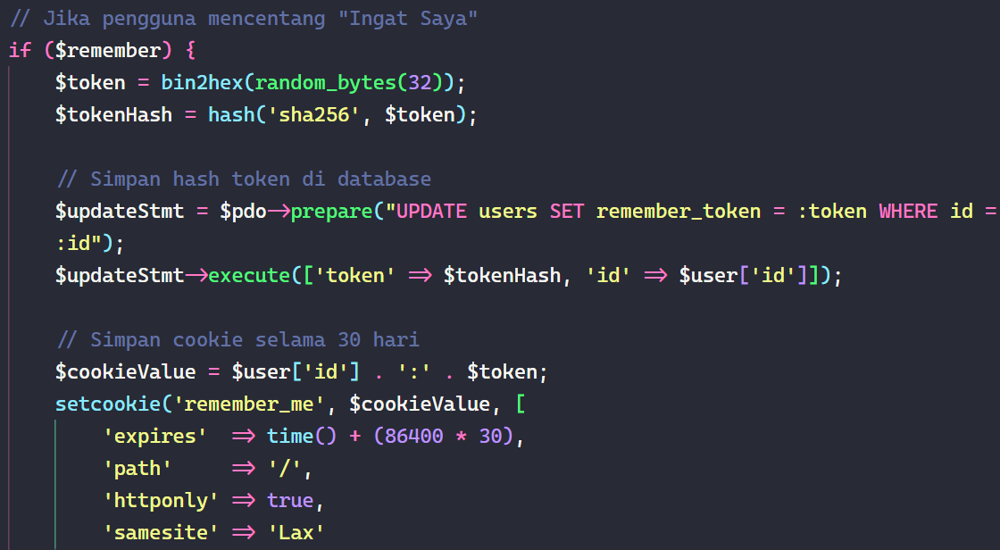 // Jika pengguna mencentang "Ingat Saya"
if ($remember) {
    $token = bin2hex(random_bytes(32));
    $tokenHash = hash('sha256', $token);

    // Simpan hash token di database
    $updateStmt = $pdo->prepare("UPDATE users SET remember_token = :token WHERE id =
    :id");
    $updateStmt->execute(['token' => $tokenHash, 'id' => $user['id']]);

    // Simpan cookie selama 30 hari
    $cookieValue = $user['id'] . ':' . $token;
    setcookie('remember_me', $cookieValue, [
        'expires'  => time() + (86400 * 30),
        'path'     => '/',
        'httponly' => true,
        'samesite' => 'Lax'